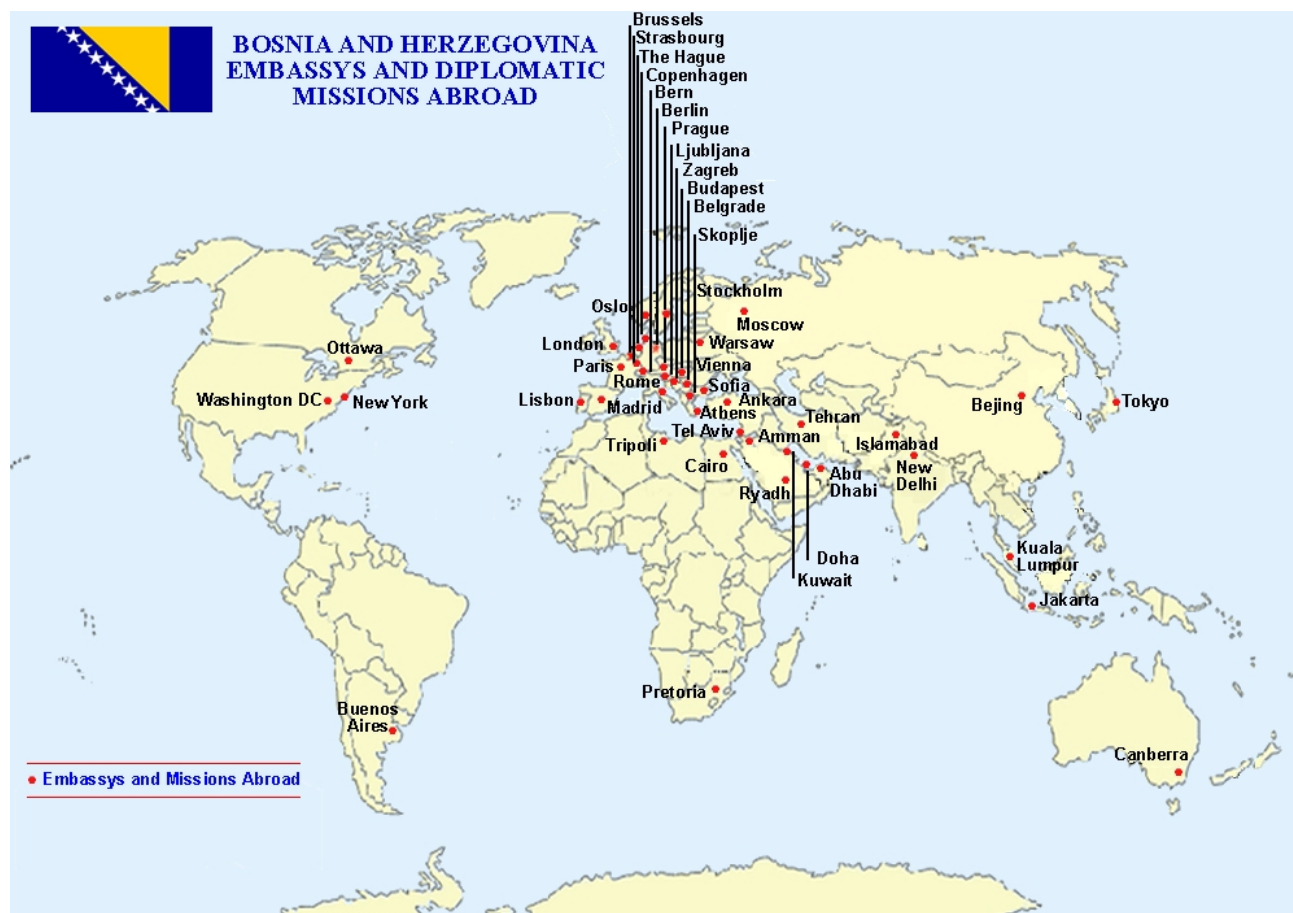 BOSNIA AND HERZEGOVINA
EMBASSYS AND DIPLOMATIC
MISSIONS ABROAD
Brussels
Strasbourg
The Hague
Copenhagen
Bern
Berlin
Prague
Ljubljana
Zagreb
Budapest
Belgrade
Skoplje
Stockholm
Oslo
Moscow
London
Warsaw
Ottawa
Paris
Vienna
Rome
Sofia
Washington DC
New York
Lisbon
Madrid
Ankara
Athens
Bejing
Tokyo
Tehran
Tel Aviv
Amman
Tripoli
Islamabad
Cairo
New
Delhi
Abu
Dhabi
Ryadh
Kuala
Lumpur
Doha
Kuwait
Jakarta
Pretoria
Buenos
Aires
Canberra
Embassys and Missions Abroad